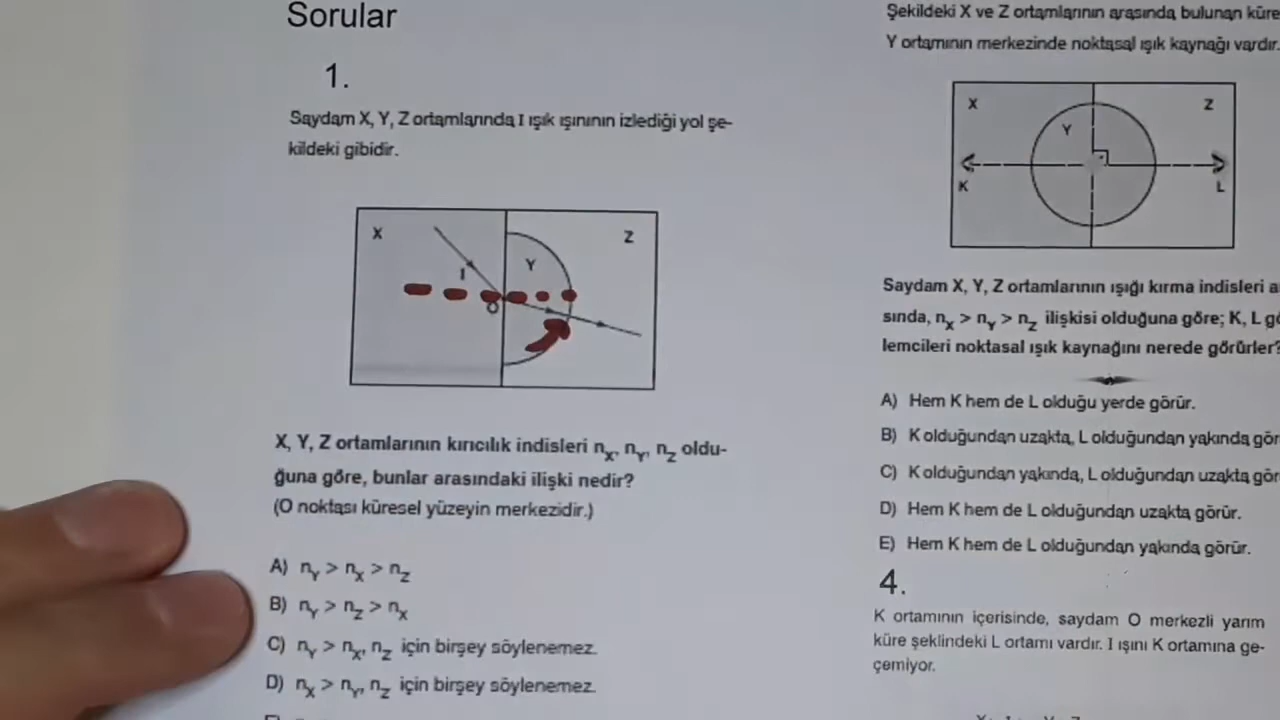 Sorular
1.
Saydam X, Y, Z ortamlarında I ışık ışınının izlediği yol şe-
kildeki gibidir.
X
Z
Y
I
O
X, Y, Z ortamlarının kırıcılık indisleri nX, nY, nZ oldu-
ğuna göre, bunlar arasındaki ilişki nedir?
(O noktası küresel yüzeyin merkezidir.)
A) nY > nX > nZ
B) nY > nZ > nX
C) nY > nX, nZ için birşey söylenemez.
D) nX > nY, nZ için birşey söylenemez.
Şekildeki X ve Z ortamlarının arasında bulunan küre
Y ortamının merkezinde noktasal ışık kaynağı vardır.
X
Z
Y
K
L
Saydam X, Y, Z ortamlarının ışığı kırma indisleri a
sında, nX > nY > nZ ilişkisi olduğuna göre; K, L gö
lemcileri noktasal ışık kaynağını nerede görürler?
A) Hem K hem de L olduğu yerde görür.
B) K olduğundan uzakta, L olduğundan yakında gör
C) K olduğundan yakında, L olduğundan uzakta gör
D) Hem K hem de L olduğundan uzakta görür.
E) Hem K hem de L olduğundan yakında görür.
4.
K ortamının içerisinde, saydam O merkezli yarım
küre şeklindeki L ortamı vardır. I ışını K ortamına ge-
çemiyor.